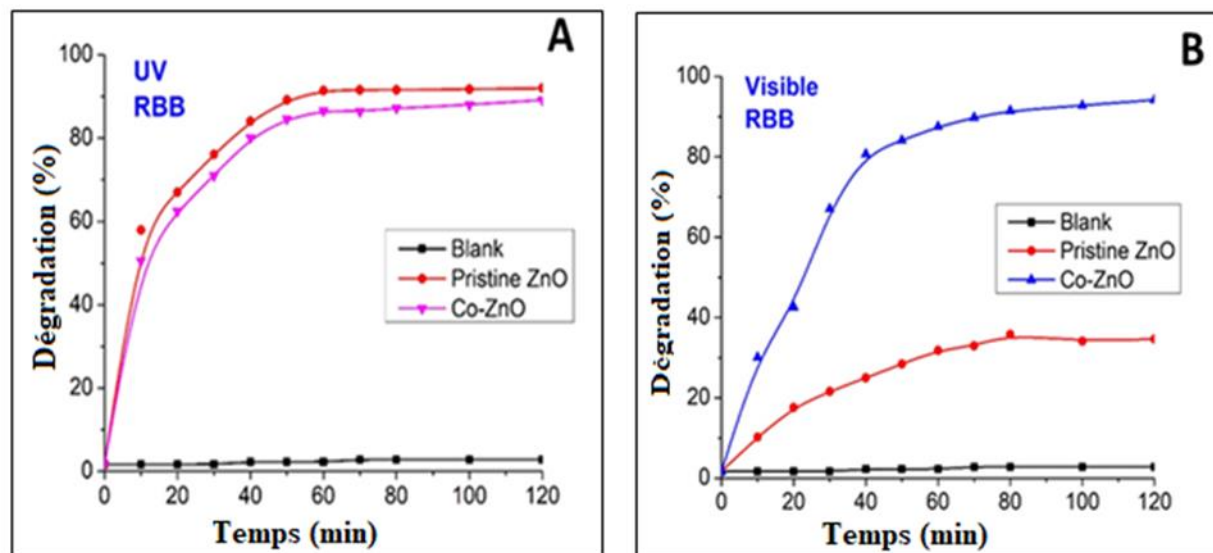 A
UV
RBB
Dégradation (%)
100
80
60
40
20
0
Blank
Pristine ZnO
Co-ZnO
0 20 40 60 80 100 120
Temps (min)
B
Visible
RBB
Dégradation (%)
100
80
60
40
20
0
Blank
Pristine ZnO
Co-ZnO
0 20 40 60 80 100 120
Temps (min)